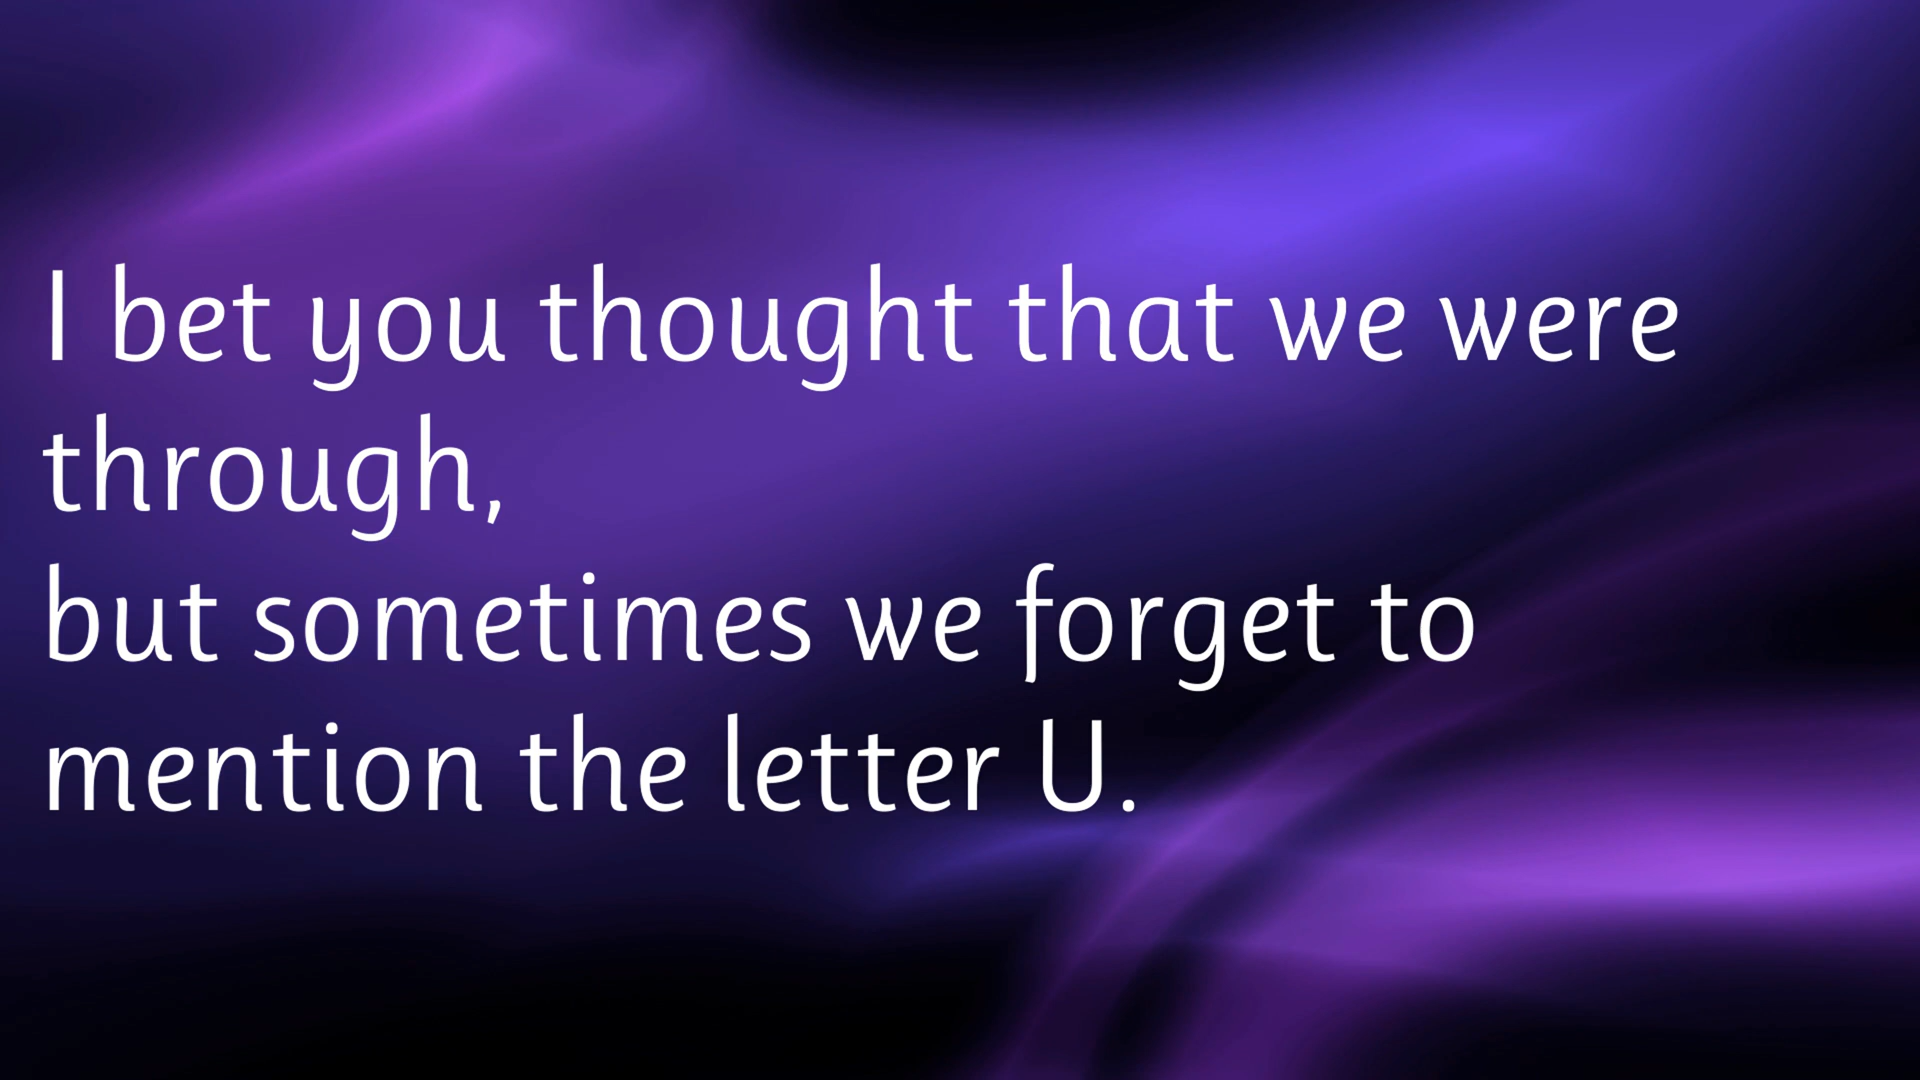 I bet you thought that we were
through,
but sometimes we forget to
mention the letter U.